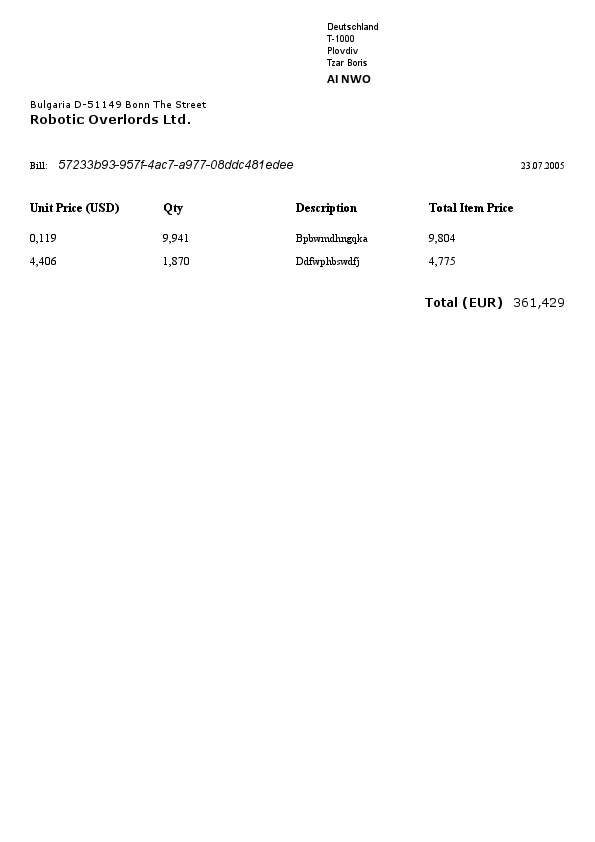 Deutschland
T-1000
Plovdiv
Tzar Boris
AI NWO
Bulgaria D-51149 Bonn The Street
Robotic Overlords Ltd.
Bill: 57233b93-957f-4ac7-a977-08ddc481edee 23.07.2005
Unit Price (USD) Qty Description Total Item Price
0,119 9,941 Bpbwmdhngqka 9,804
4,406 1,870 Ddfwphbswdfj 4,775
Total (EUR) 361,429